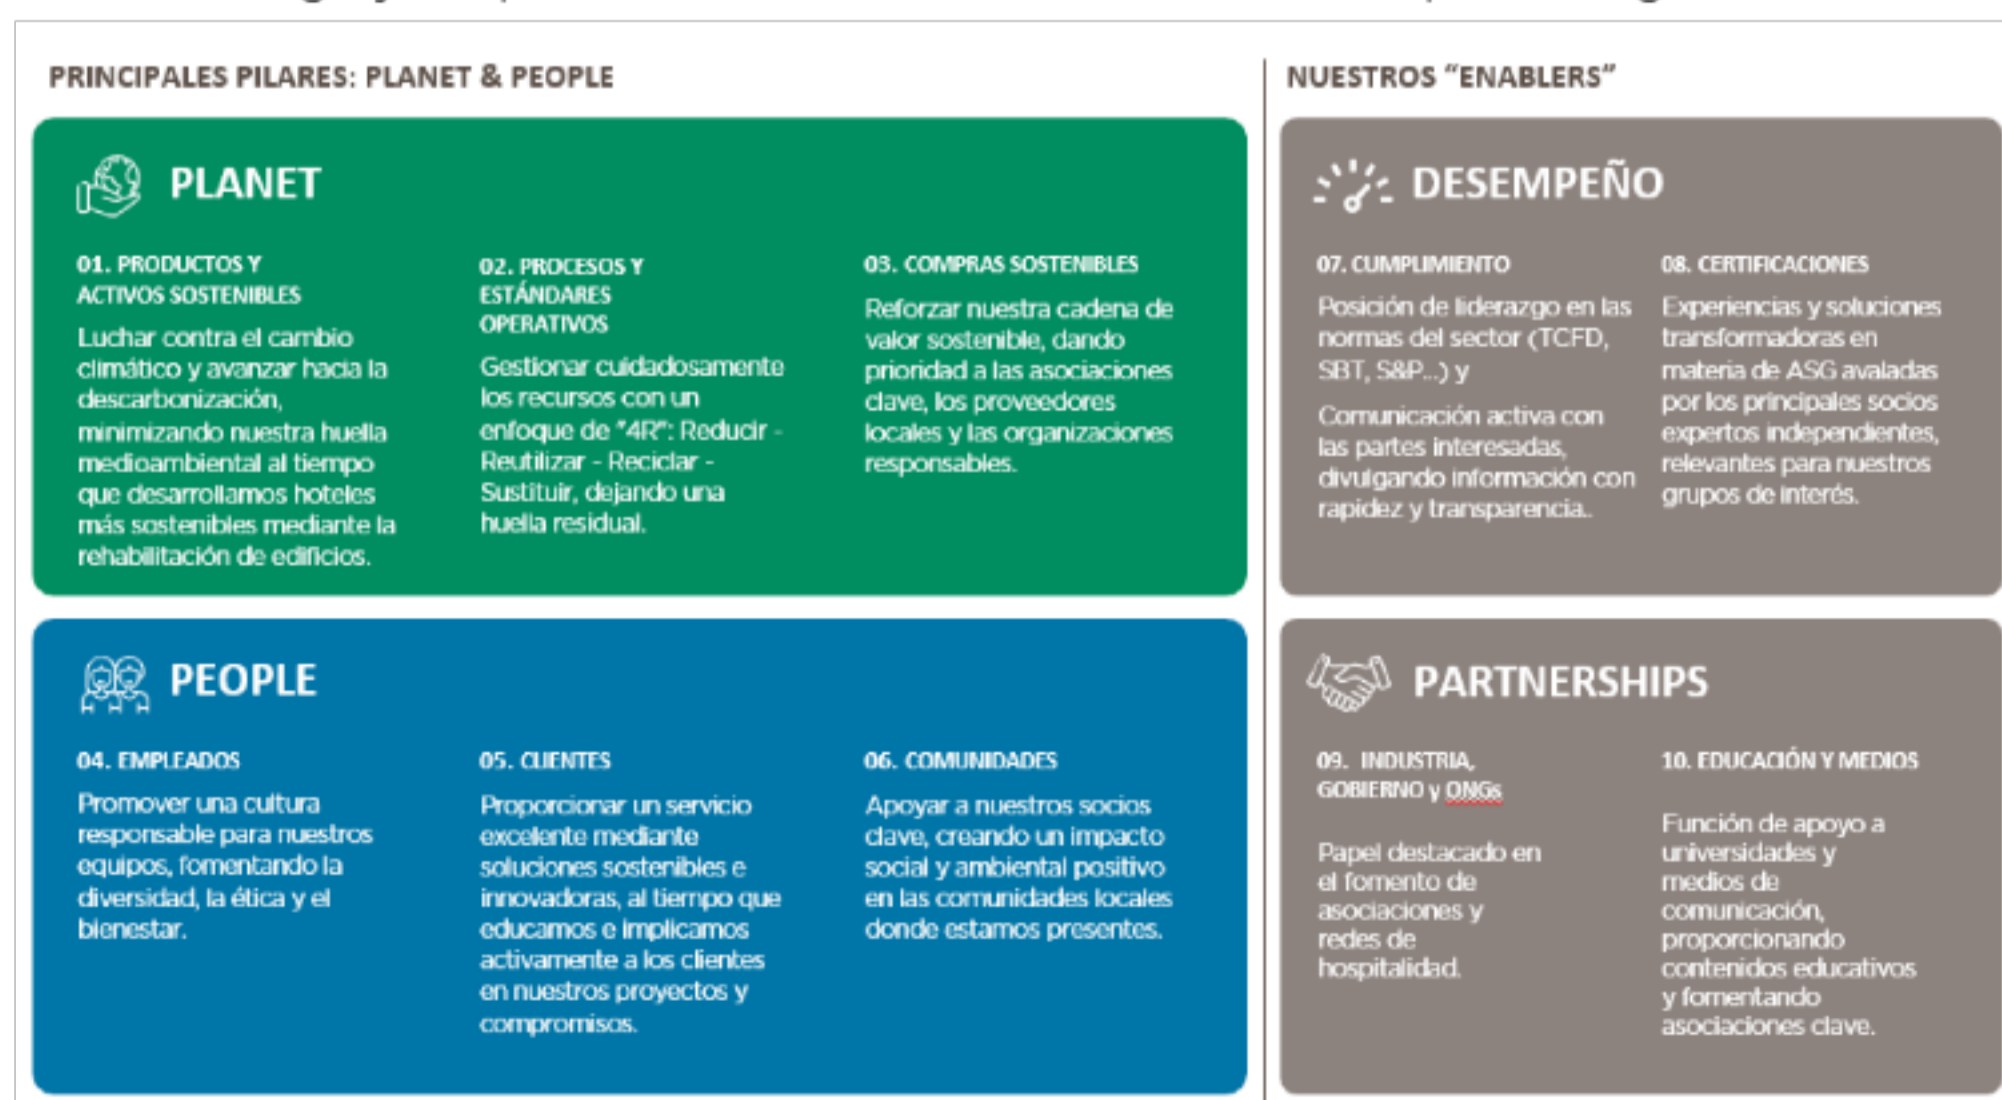 PRINCIPALES PILARES: PLANET & PEOPLE
PLANET
01. PRODUCTOS Y
ACTIVOS SOSTENIBLES
Luchar contra el cambio
climático y avanzar hacia la
descarbonización,
minimizando nuestra huella
medioambiental al tiempo
que desarrollamos hoteles
más sostenibles mediante la
rehabilitación de edificios.
02. PROCESOS Y
ESTÁNDARES
OPERATIVOS
Gestionar cuidadosamente
los recursos con un
enfoque de "4R": Reducir -
Reutilizar - Reciclar -
Sustituir, dejando una
huella residual.
03. COMPRAS SOSTENIBLES
Reforzar nuestra cadena de
valor sostenible, dando
prioridad a las asociaciones
clave, los proveedores
locales y las organizaciones
responsables.
PEOPLE
04. EMPLEADOS
Promover una cultura
responsable para nuestros
equipos, fomentando la
diversidad, la ética y el
bienestar.
05. CLIENTES
Proporcionar un servicio
excelente mediante
soluciones sostenibles e
innovadoras, al tiempo que
educamos e implicamos
activamente a los clientes
en nuestros proyectos y
compromisos.
06. COMUNIDADES
Apoyar a nuestros socios
clave, creando un impacto
social y ambiental positivo
en las comunidades locales
donde estamos presentes.
NUESTROS "ENABLERS"
DESEMPEÑO
07. CUMPLIMIENTO
Posición de liderazgo en las
normas del sector (TCFD,
SBT, S&P...) y
Comunicación activa con
las partes interesadas,
divulgando información con
rapidez y transparencia..
08. CERTIFICACIONES
Experiencias y soluciones
transformadoras en
materia de ASG avaladas
por los principales socios
expertos independientes,
relevantes para nuestros
grupos de interés.
PARTNERSHIPS
09. INDUSTRIA,
GOBIERNO y ONGs
Papel destacado en
el fomento de
asociaciones y
redes de
hospitalidad.
10. EDUCACIÓN Y MEDIOS
Función de apoyo a
universidades y
medios de
comunicación,
proporcionando
contenidos educativos
y fomentando
asociaciones clave.